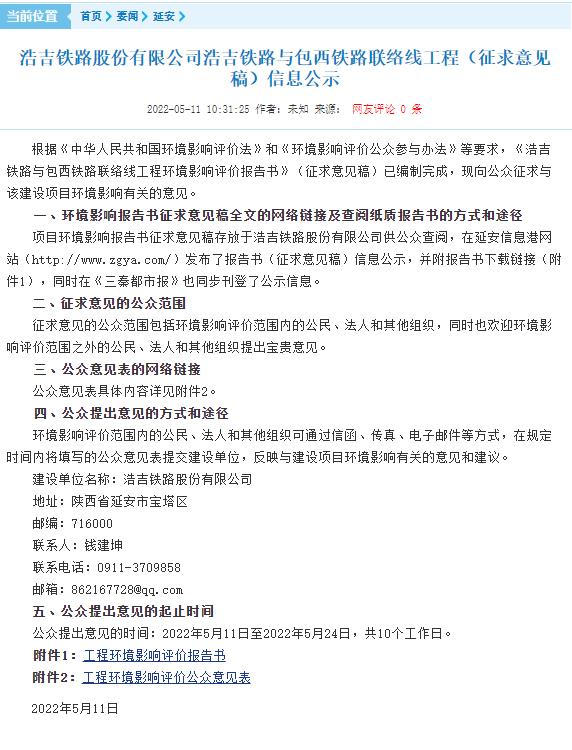 当前位置 首页 要闻 延安
浩吉铁路股份有限公司浩吉铁路与包西铁路联络线工程（征求意见
稿）信息公示
2022-05-11 10:31:25 作者：未知 来源： 网友评论 0 条
根据《中华人民共和国环境影响评价法》和《环境影响评价公众参与办法》等要求，《浩吉
铁路与包西铁路联络线工程环境影响评价报告书》（征求意见稿）已编制完成，现向公众征求与
该建设项目环境影响有关的意见。
一、环境影响报告书征求意见稿全文的网络链接及查阅纸质报告书的方式和途径
项目环境影响报告书征求意见稿存放于浩吉铁路股份有限公司供公众查阅，在延安信息港网
站（http://www.zgya.com/）发布了报告书（征求意见稿）信息公示，并附报告书下载链接（附
件1），同时在《三秦都市报》也同步刊登了公示信息。
二、征求意见的公众范围
征求意见的公众范围包括环境影响评价范围内的公民、法人和其他组织，同时也欢迎环境影
响评价范围之外的公民、法人和其他组织提出宝贵意见。
三、公众意见表的网络链接
公众意见表具体内容详见附件2。
四、公众提出意见的方式和途径
环境影响评价范围内的公民、法人和其他组织可通过信函、传真、电子邮件等方式，在规定
时间内将填写的公众意见表提交建设单位，反映与建设项目环境影响有关的意见和建议。
建设单位名称：浩吉铁路股份有限公司
地址：陕西省延安市宝塔区
邮编：716000
联系人：钱建坤
联系电话：0911-3709858
邮箱：862167728@qq.com
五、公众提出意见的起止时间
公众提出意见的时间：2022年5月11日至2022年5月24日，共10个工作日。
附件1：工程环境影响评价报告书
附件2：工程环境影响评价公众意见表
2022年5月11日